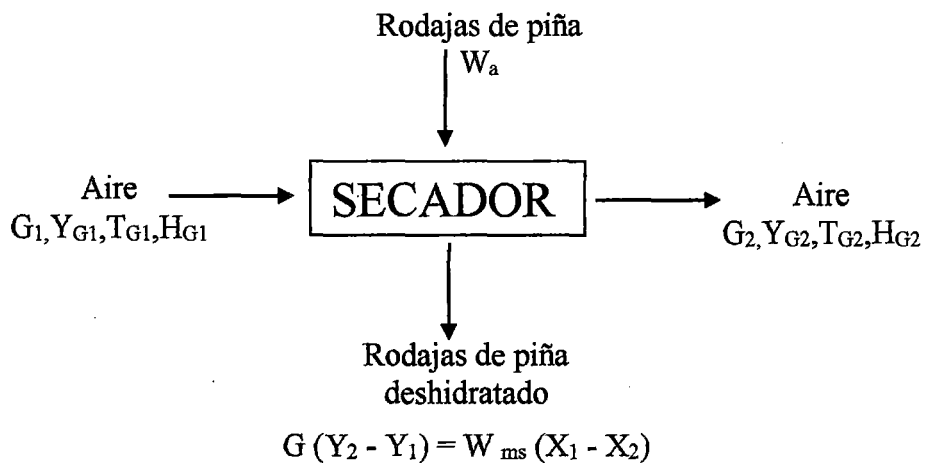 Rodajas de piña
Wa
Aire
G1, YG1,TG1,HG1
SECADOR
Aire
G2, YG2,TG2,HG2
Rodajas de piña
deshidratado
G (Y2 - Y1) = W ms (X1 - X2)